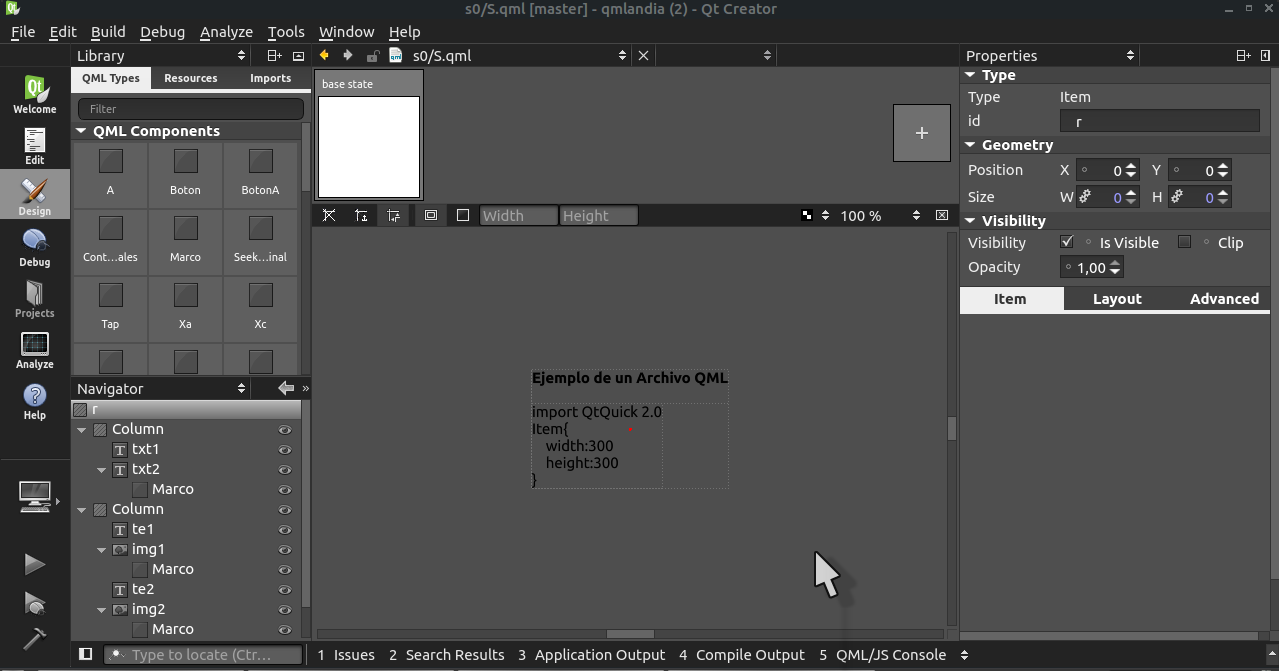 s0/S.qml [master] - qmlandia (2) - Qt Creator
File Edit Build Debug Analyze Tools Window Help
Library
s0/S.qml
Properties
QML Types Resources Imports
Filter
QML Components
A Boton BotonA
Cont...ales Marco Seek...inal
Tap Xa Xc
Qt
Welcome
Edit
Design
Debug
Projects
Analyze
Help
base state
+
Width Height 100 %
Type
Type Item
id r
Geometry
Position X 0 Y 0
Size W 0 H 0
Visibility
Visibility Is Visible Clip
Opacity 1,00
Item Layout Advanced
Ejemplo de un Archivo QML
import QtQuick 2.0
Item{
width:300
height:300
}
Navigator »
r
Column
txt1
txt2
Marco
Column
te1
img1
Marco
te2
img2
Marco
Type to locate (Ctr...
1 Issues 2 Search Results 3 Application Output 4 Compile Output 5 QML/JS Console